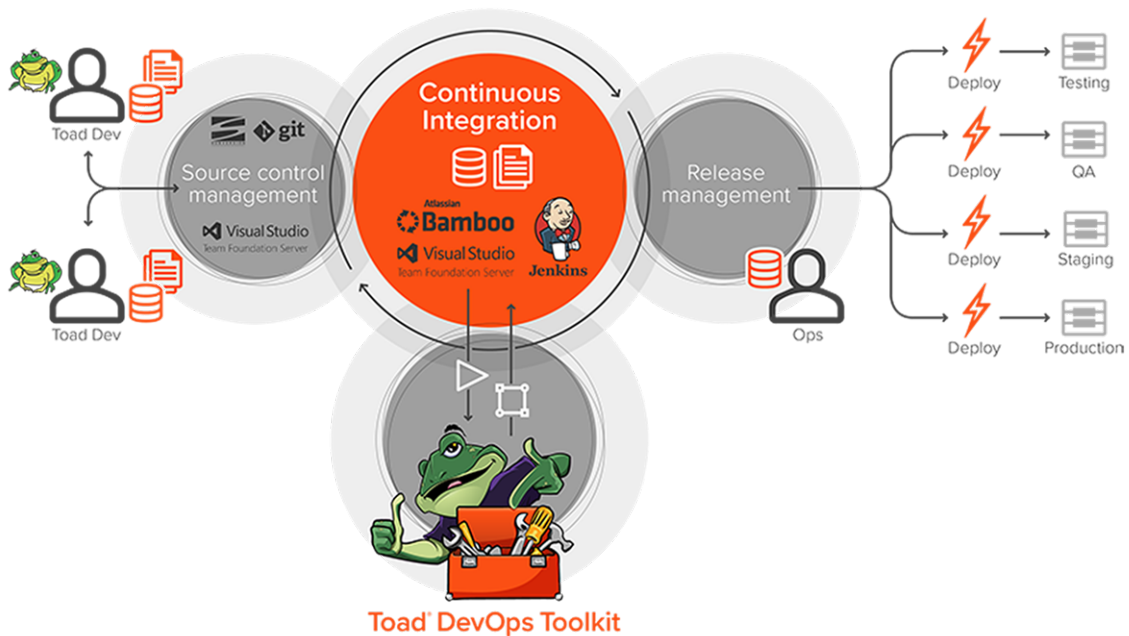 Toad Dev
Toad Dev
git
Source control
management
Visual Studio
Team Foundation Server
Continuous
Integration
Atlassian
Bamboo
Visual Studio
Team Foundation Server
Jenkins
Release
management
Ops
Deploy
Testing
Deploy
QA
Deploy
Staging
Deploy
Production
Toad® DevOps Toolkit